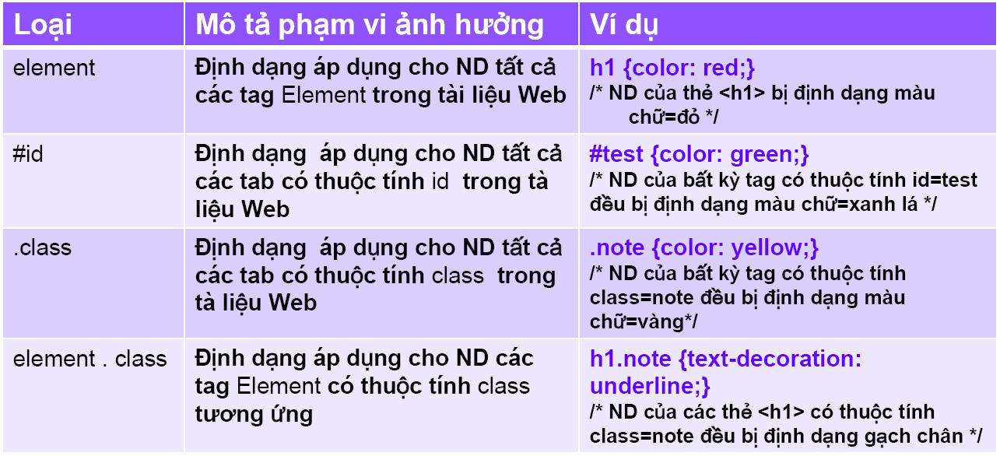 Loại
Mô tả phạm vi ảnh hưởng
Ví dụ
element
Định dạng áp dụng cho ND tất cả
các tag Element trong tài liệu Web
h1 {color: red;}
/* ND của thẻ <h1> bị định dạng màu
chữ=đỏ */
#id
Định dạng áp dụng cho ND tất cả
các tab có thuộc tính id trong tà
liệu Web
#test {color: green;}
/* ND của bất kỳ tag có thuộc tính id=test
đều bị định dạng màu chữ=xanh lá */
.class
Định dạng áp dụng cho ND tất cả
các tab có thuộc tính class trong
tà liệu Web
.note {color: yellow;}
/* ND của bất kỳ tag có thuộc tính
class=note đều bị định dạng màu
chữ=vàng*/
element . class
Định dạng áp dụng cho ND các
tag Element có thuộc tính class
tương ứng
h1.note {text-decoration:
underline;}
/* ND của các thẻ <h1> có thuộc tính
class=note đều bị định dạng gạch chân */